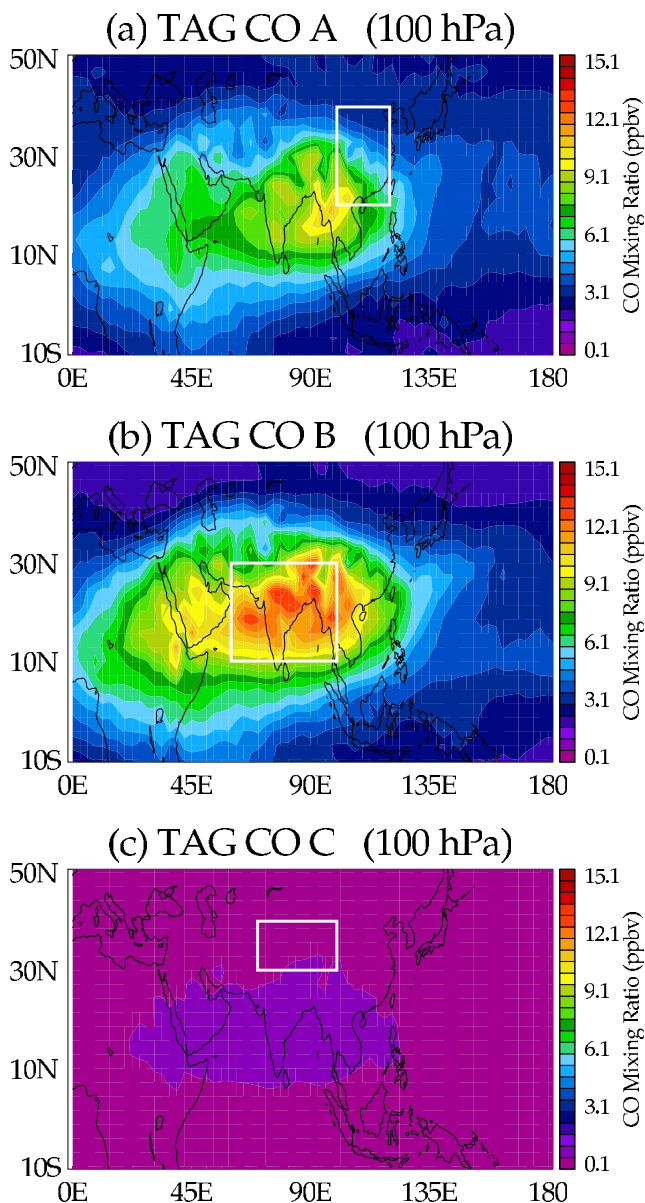 (a) TAG CO A (100 hPa)
50N
30N
10N
10S
0E 45E 90E 135E 180
15.1
12.1
9.1
6.1
3.1
0.1
CO Mixing Ratio (ppbv)
(b) TAG CO B (100 hPa)
50N
30N
10N
10S
0E 45E 90E 135E 180
15.1
12.1
9.1
6.1
3.1
0.1
CO Mixing Ratio (ppbv)
(c) TAG CO C (100 hPa)
50N
30N
10N
10S
0E 45E 90E 135E 180
15.1
12.1
9.1
6.1
3.1
0.1
CO Mixing Ratio (ppbv)